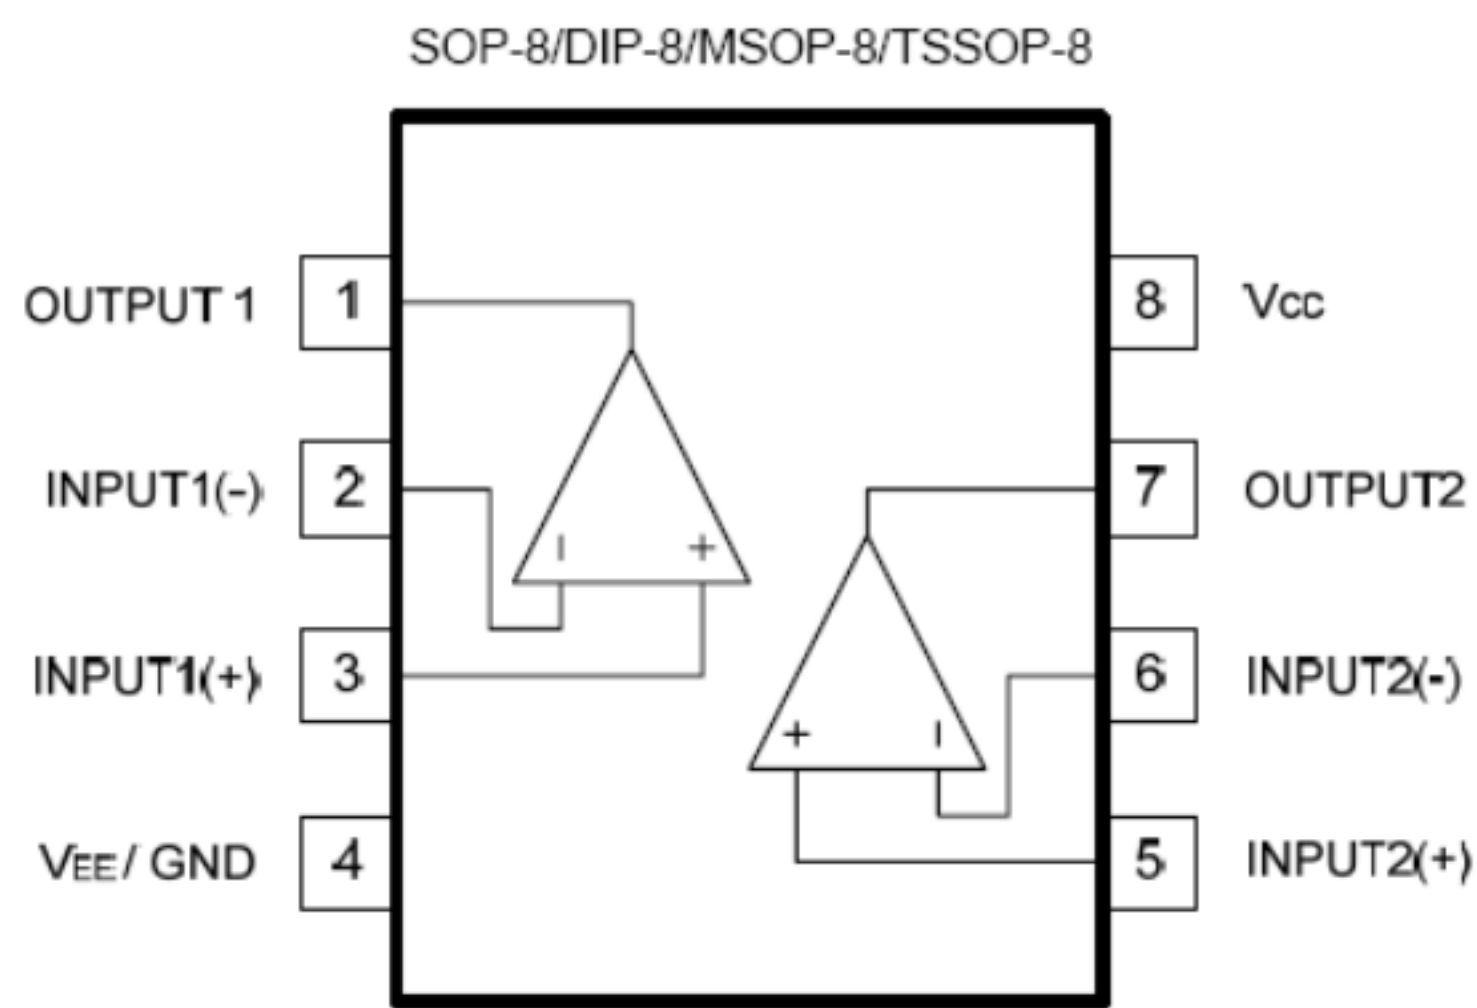 SOP-8/DIP-8/MSOP-8/TSSOP-8
OUTPUT 1 1 8 Vcc
INPUT1(-) 2 7 OUTPUT2
- +
INPUT1(+) 3 6 INPUT2(-)
+ -
VEE/ GND 4 5 INPUT2(+)